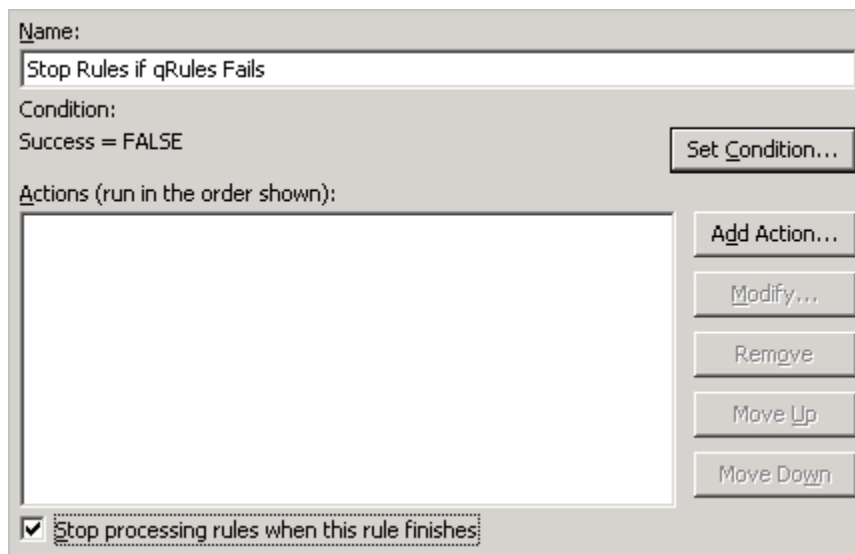 Name:
Stop Rules if qRules Fails
Condition:
Success = FALSE
Set Condition...
Actions (run in the order shown):
Add Action...
Modify...
Remove
Move Up
Move Down
Stop processing rules when this rule finishes